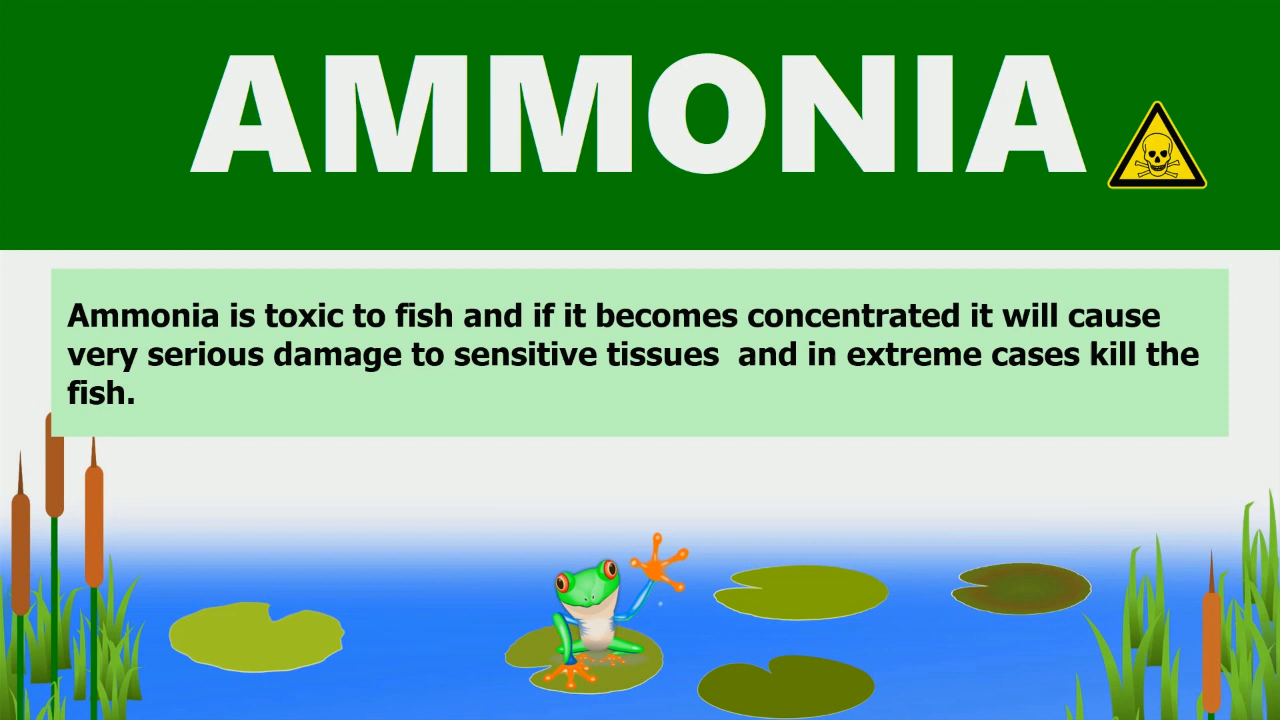 AMMONIA
Ammonia is toxic to fish and if it becomes concentrated it will cause
very serious damage to sensitive tissues  and in extreme cases kill the
fish.